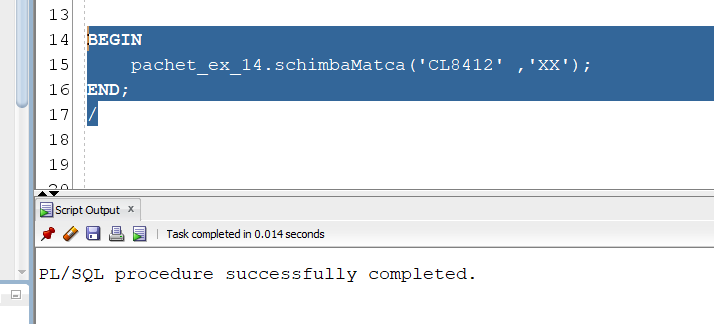 13
14 BEGIN
15 pachet_ex_14.schimbaMatca('CL8412' ,'XX');
16 END;
17 /
18
19
Script Output x
Task completed in 0.014 seconds
PL/SQL procedure successfully completed.